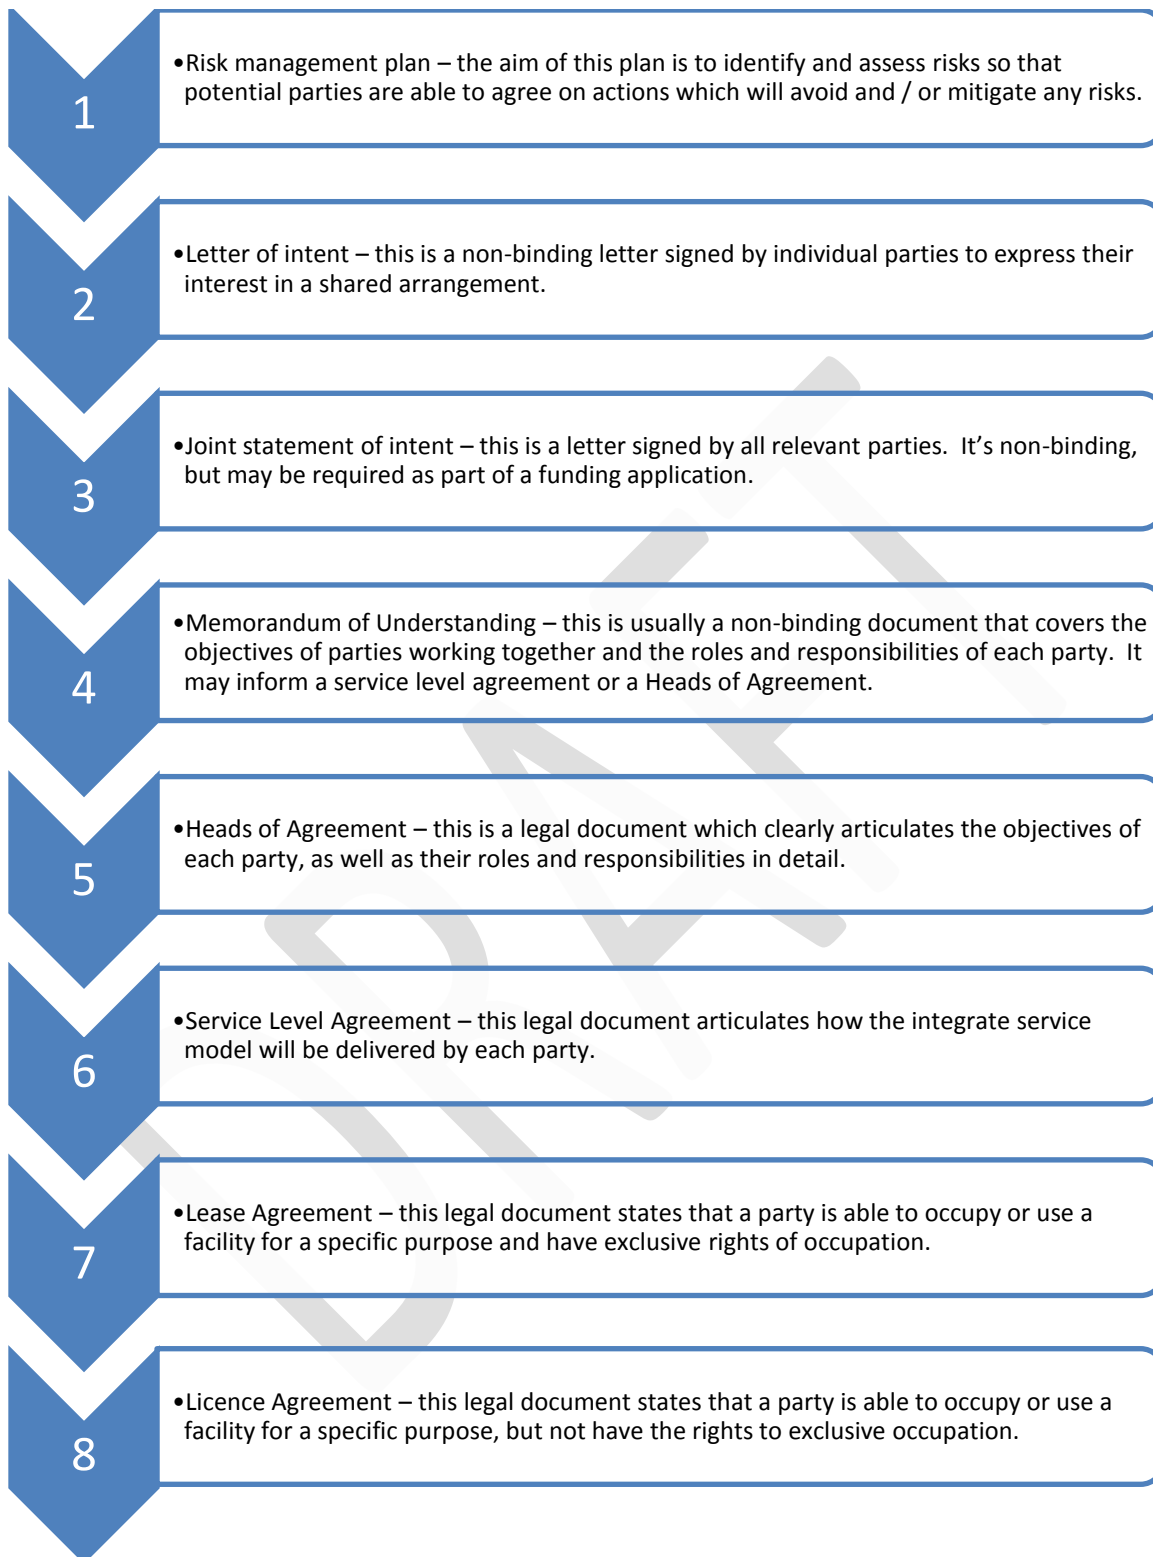 1
•Risk management plan – the aim of this plan is to identify and assess risks so that
potential parties are able to agree on actions which will avoid and / or mitigate any risks.
2
•Letter of intent – this is a non-binding letter signed by individual parties to express their
interest in a shared arrangement.
3
•Joint statement of intent – this is a letter signed by all relevant parties.  It’s non-binding,
but may be required as part of a funding application.
4
•Memorandum of Understanding – this is usually a non-binding document that covers the
objectives of parties working together and the roles and responsibilities of each party.  It
may inform a service level agreement or a Heads of Agreement.
5
•Heads of Agreement – this is a legal document which clearly articulates the objectives of
each party, as well as their roles and responsibilities in detail.
6
•Service Level Agreement – this legal document articulates how the integrate service
model will be delivered by each party.
7
•Lease Agreement – this legal document states that a party is able to occupy or use a
facility for a specific purpose and have exclusive rights of occupation.
8
•Licence Agreement – this legal document states that a party is able to occupy or use a
facility for a specific purpose, but not have the rights to exclusive occupation.
DRAFT